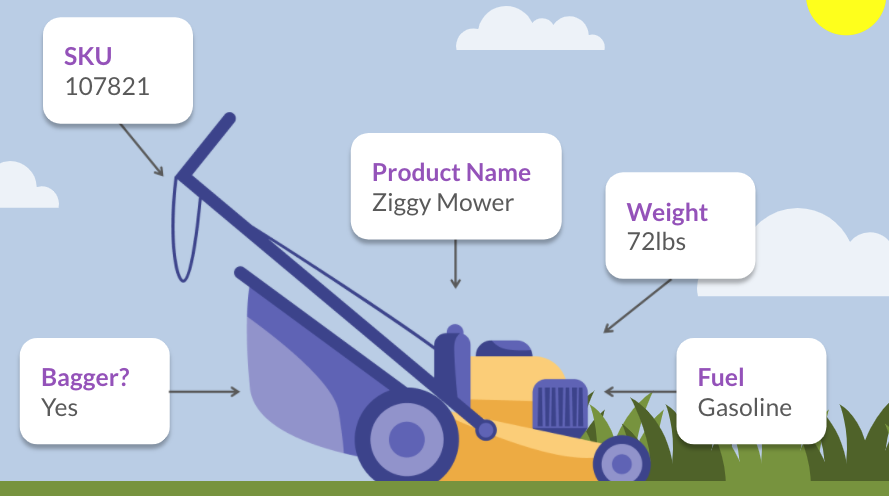 SKU
107821
Product Name
Ziggy Mower
Weight
72lbs
Bagger?
Yes
Fuel
Gasoline